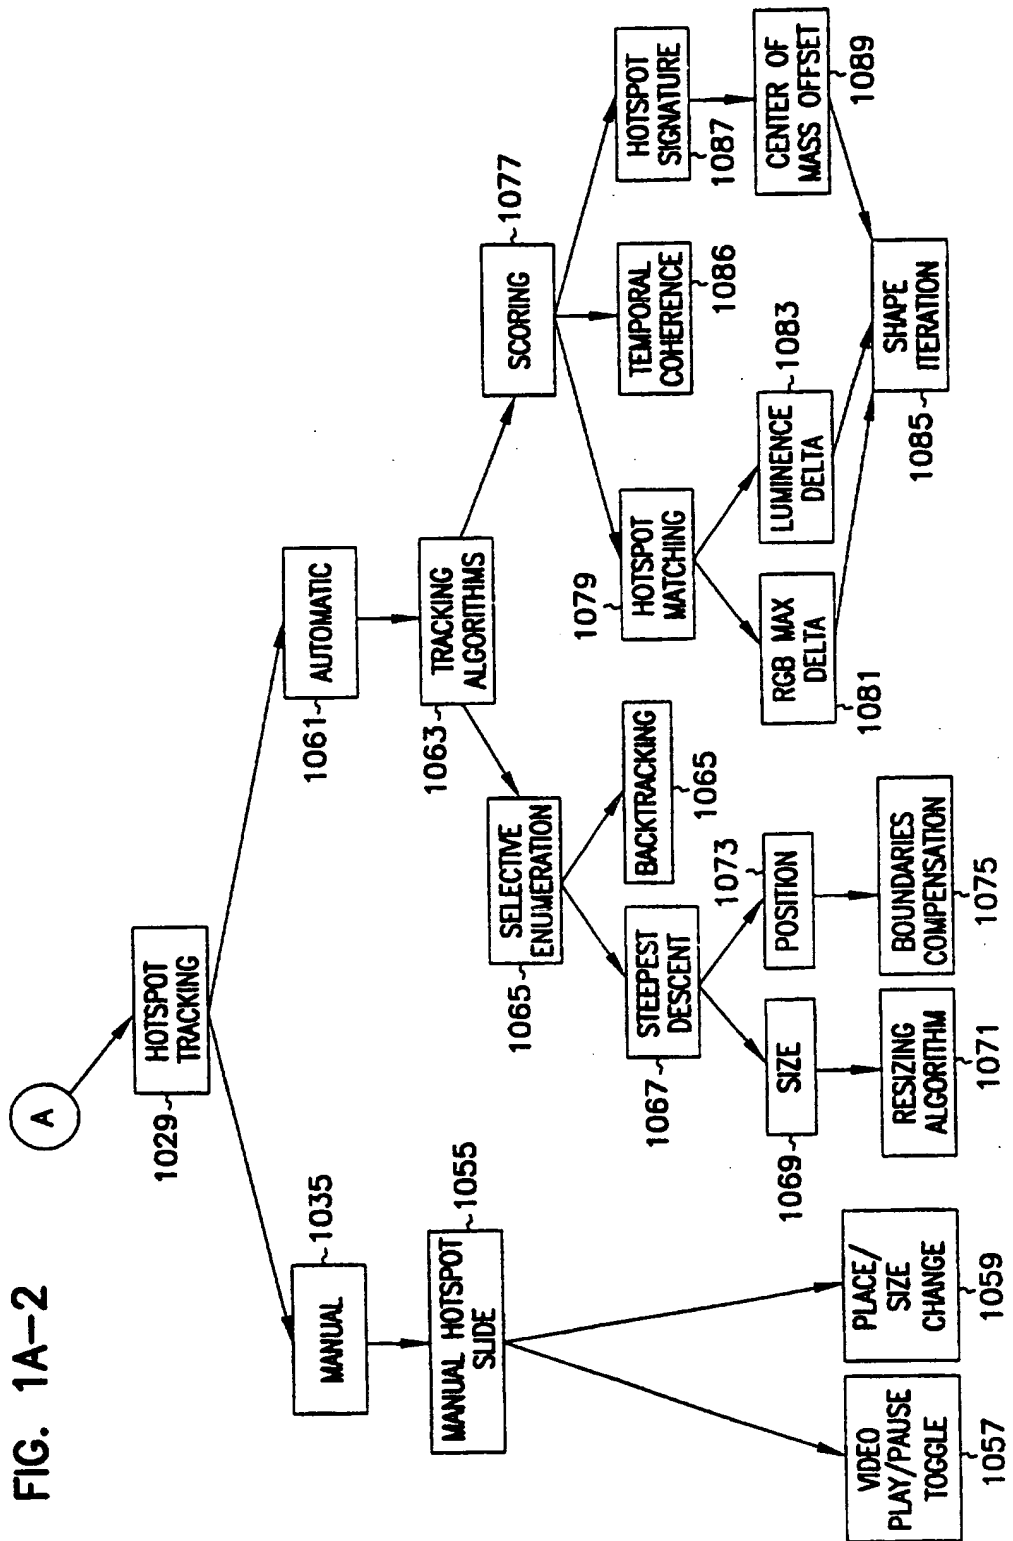 FIG. 1A-2
A
HOTSPOT
TRACKING
1029
MANUAL
1035
AUTOMATIC
1061
MANUAL HOTSPOT
SLIDE
1055
TRACKING
ALGORITHMS
1063
SELECTIVE
ENUMERATION
1065
SCORING
1077
STEEPEST
DESCENT
1067
BACKTRACKING
1065
HOTSPOT
MATCHING
1079
TEMPORAL
COHERENCE
1086
HOTSPOT
SIGNATURE
1087
SIZE
1069
POSITION
1073
RGB MAX
DELTA
1081
LUMINENCE
DELTA
1083
CENTER OF
MASS OFFSET
1089
VIDEO
PLAY/PAUSE
TOGGLE
1057
PLACE/
SIZE
CHANGE
1059
RESIZING
ALGORITHM
1071
BOUNDARIES
COMPENSATION
1075
SHAPE
ITERATION
1085